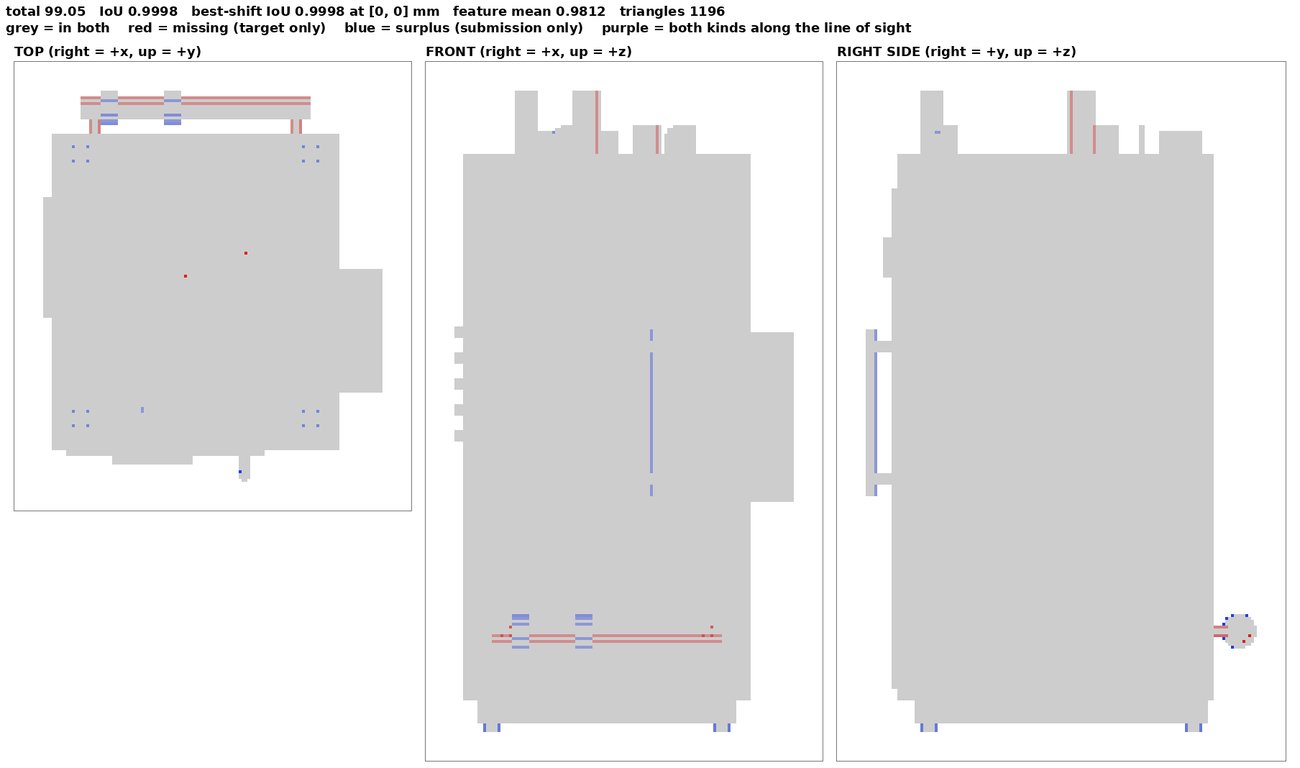 total 99.05 IoU 0.9998 best-shift IoU 0.9998 at [0, 0] mm feature mean 0.9812 triangles 1196
grey = in both red = missing (target only) blue = surplus (submission only) purple = both kinds along the line of sight
TOP (right = +x, up = +y)
FRONT (right = +x, up = +z)
RIGHT SIDE (right = +y, up = +z)